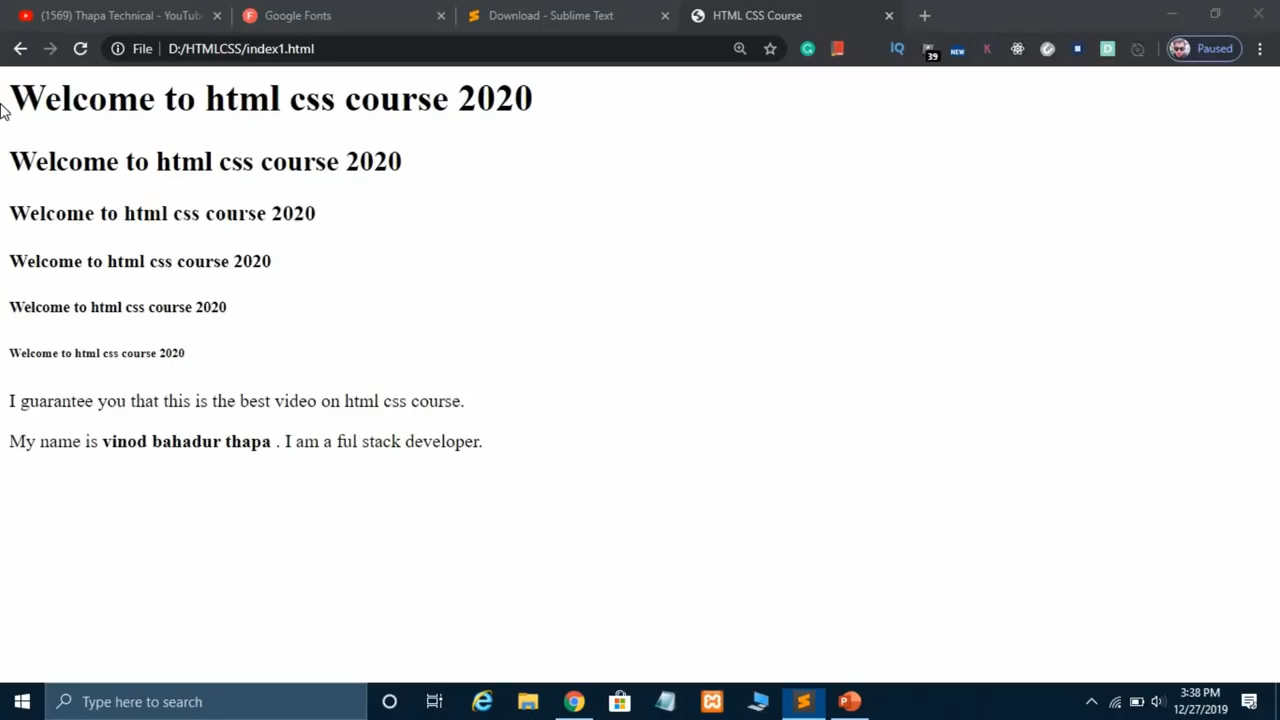 (1569) Thapa Technical - YouTub
Google Fonts
Download - Sublime Text
HTML CSS Course
File
D:/HTMLCSS/index1.html
IQ
39
NEW
K
D
Paused
Welcome to html css course 2020
Welcome to html css course 2020
Welcome to html css course 2020
Welcome to html css course 2020
Welcome to html css course 2020
Welcome to html css course 2020
I guarantee you that this is the best video on html css course.
My name is vinod bahadur thapa . I am a ful stack developer.
Type here to search
3:38 PM
12/27/2019